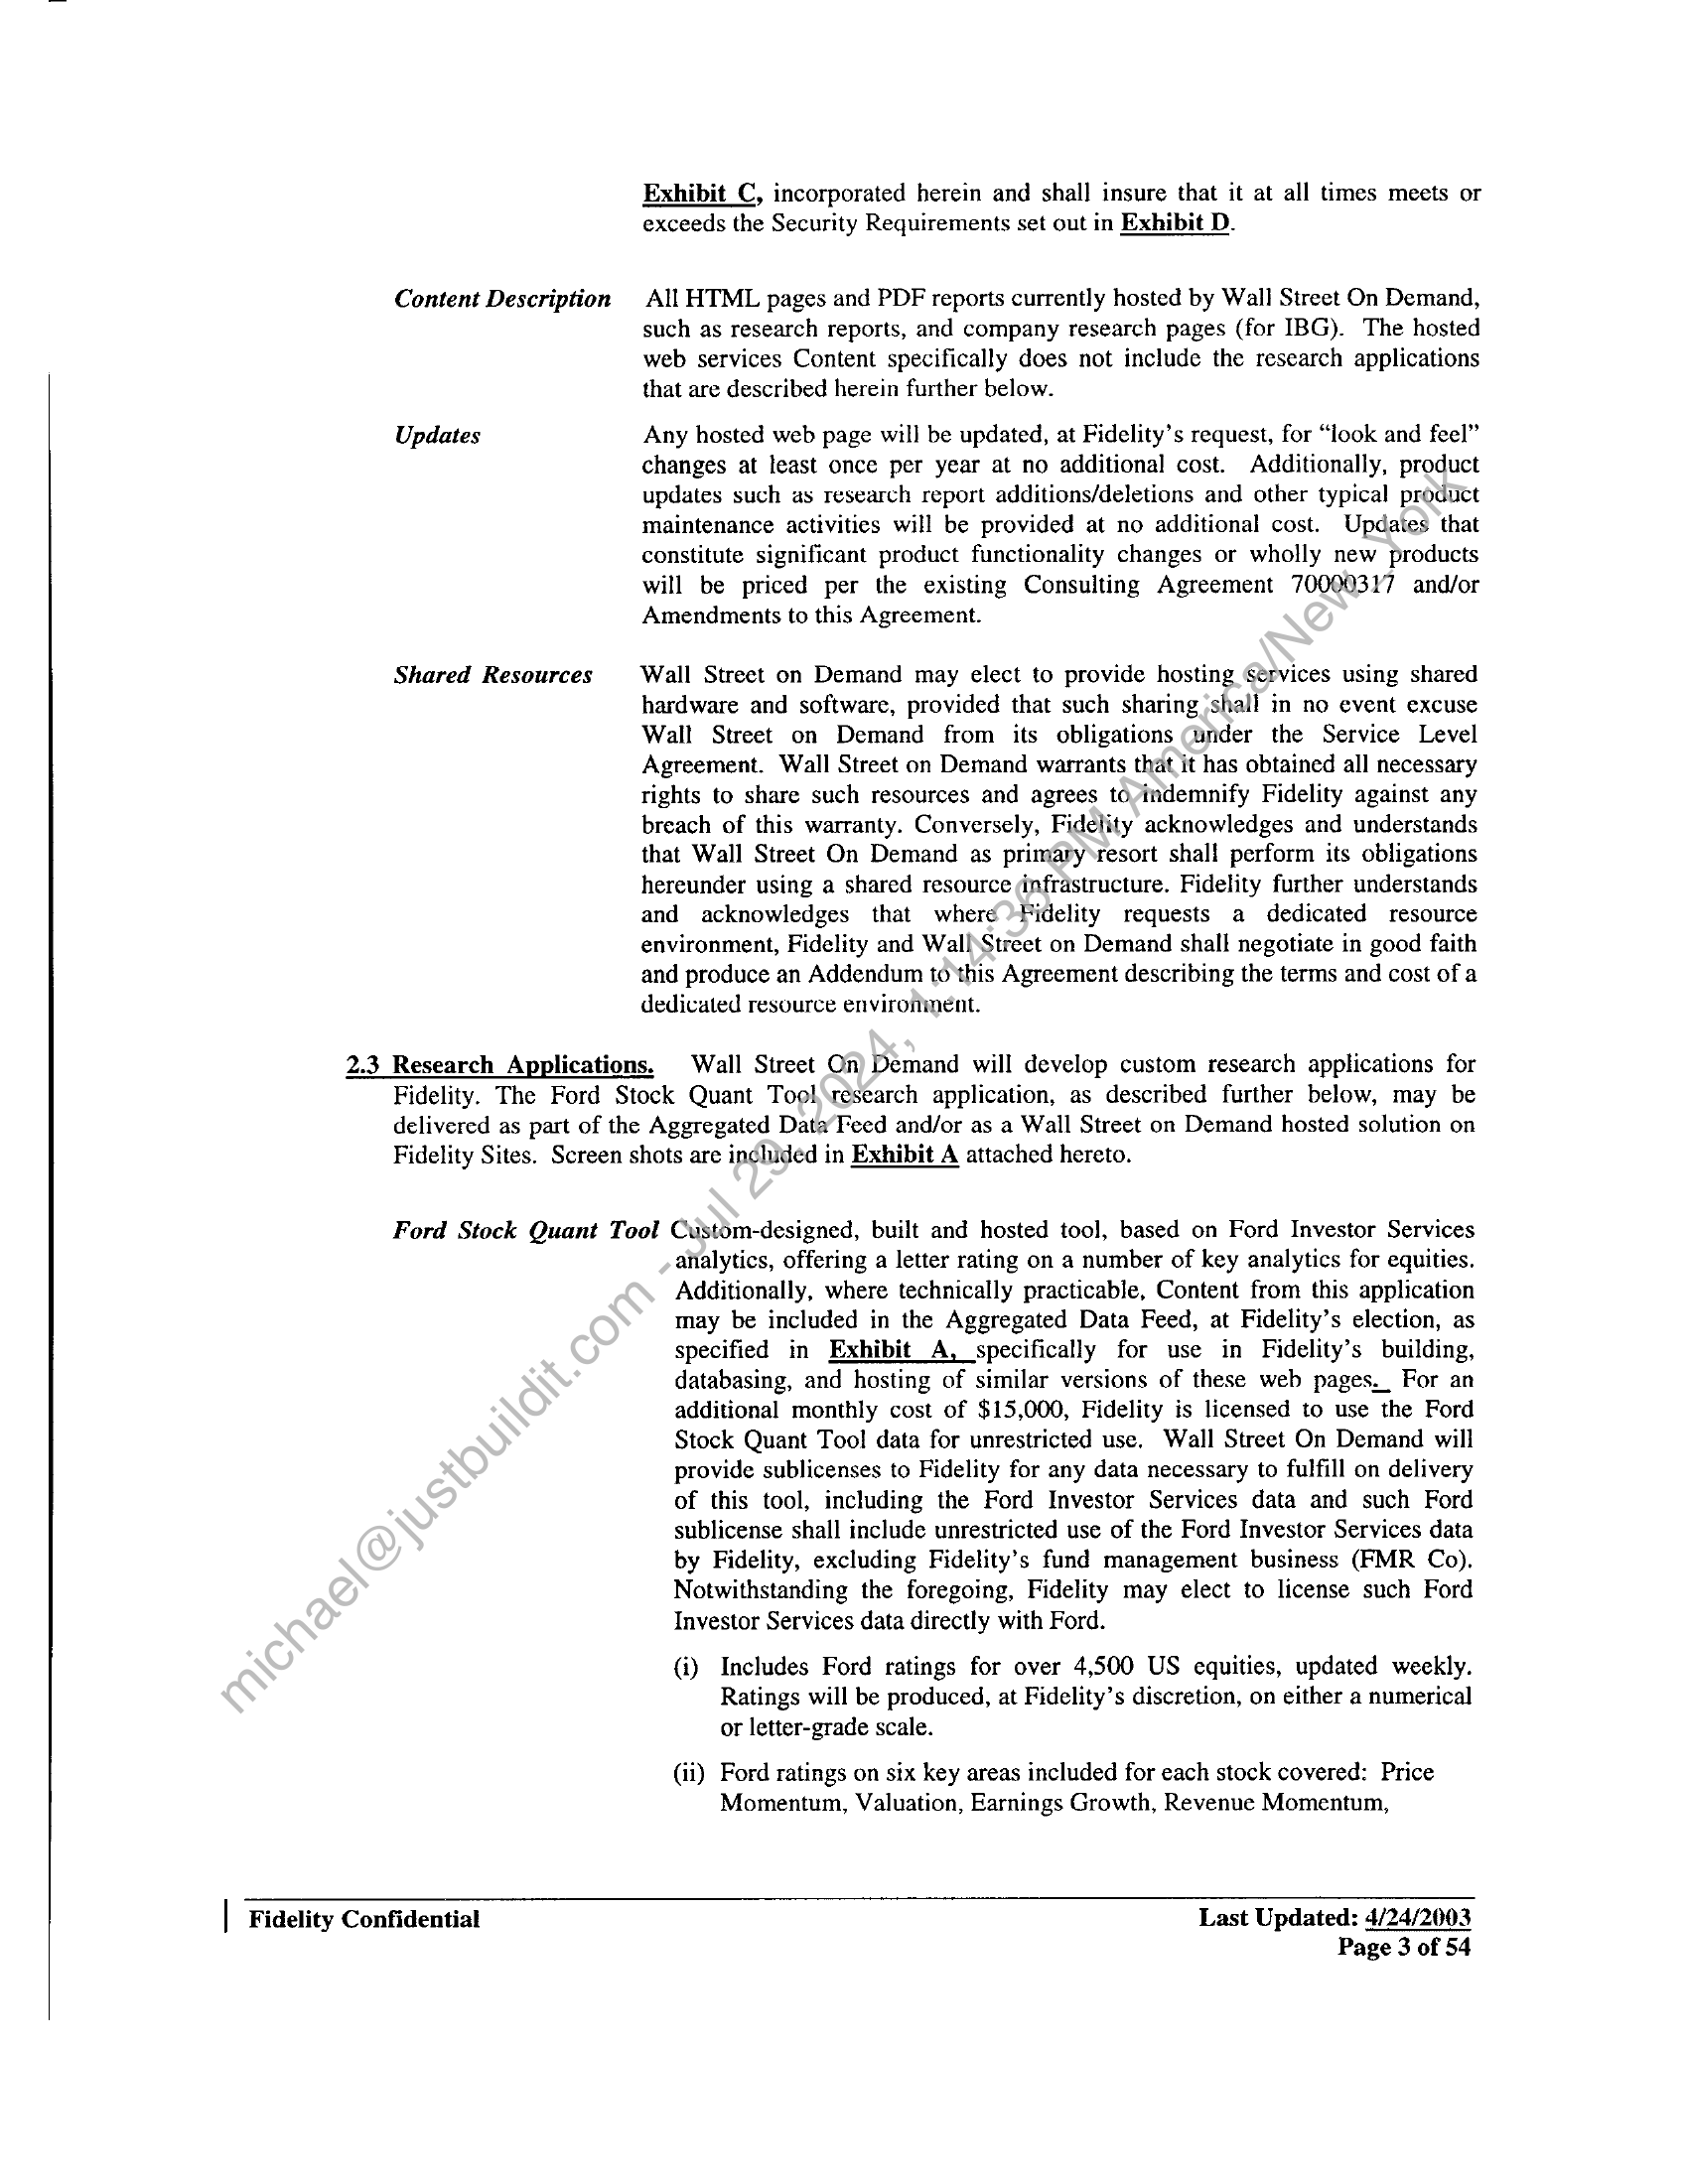 Exhibit C, incorporated herein and shall insure that it at all times meets or
exceeds the Security Requirements set out in Exhibit D.
Content Description All HTML pages and PDF reports currently hosted by Wall Street On Demand,
such as research reports, and company research pages (for IBG). The hosted
web services Content specifically does not include the research applications
that are described herein further below.
Updates Any hosted web page will be updated, at Fidelity's request, for “look and feel”
changes at least once per year at no additional cost. Additionally, product
updates such as research report additions/deletions and other typical product
maintenance activities will be provided at no additional cost. Updates that
constitute significant product functionality changes or wholly new products
will be priced per the existing Consulting Agreement 70000317 and/or
Amendments to this Agreement.
Shared Resources Wall Street on Demand may elect to provide hosting services using shared
hardware and software, provided that such sharing shall in no event excuse
Wall Street on Demand from its obligations under the Service Level
Agreement. Wall Street on Demand warrants that it has obtained all necessary
rights to share such resources and agrees to indemnify Fidelity against any
breach of this warranty. Conversely, Fidelity acknowledges and understands
that Wall Street On Demand as primary resort shall perform its obligations
hereunder using a shared resource infrastructure. Fidelity further understands
and acknowledges that where Fidelity requests a dedicated resource
environment, Fidelity and Wall Street on Demand shall negotiate in good faith
and produce an Addendum to this Agreement describing the terms and cost of a
dedicated resource environment.
2.3 Research Applications. Wall Street On Demand will develop custom research applications for
Fidelity. The Ford Stock Quant Tool research application, as described further below, may be
delivered as part of the Aggregated Data Feed and/or as a Wall Street on Demand hosted solution on
Fidelity Sites. Screen shots are included in Exhibit A attached hereto.
Ford Stock Quant Tool Custom-designed, built and hosted tool, based on Ford Investor Services
analytics, offering a letter rating on a number of key analytics for equities.
Additionally, where technically practicable, Content from this application
may be included in the Aggregated Data Feed, at Fidelity's election, as
specified in Exhibit A, specifically for use in Fidelity's building,
databasing, and hosting of similar versions of these web pages. For an
additional monthly cost of $15,000, Fidelity is licensed to use the Ford
Stock Quant Tool data for unrestricted use. Wall Street On Demand will
provide sublicenses to Fidelity for any data necessary to fulfill on delivery
of this tool, including the Ford Investor Services data and such Ford
sublicense shall include unrestricted use of the Ford Investor Services data
by Fidelity, excluding Fidelity's fund management business (FMR Co).
Notwithstanding the foregoing, Fidelity may elect to license such Ford
Investor Services data directly with Ford.
(i) Includes Ford ratings for over 4,500 US equities, updated weekly.
Ratings will be produced, at Fidelity's discretion, on either a numerical
or letter-grade scale.
(ii) Ford ratings on six key areas included for each stock covered: Price
Momentum, Valuation, Earnings Growth, Revenue Momentum,
Fidelity Confidential Last Updated: 4/24/2003
Page 3 of 54
michael@justbuildit.com - Jul 29, 2024, 1:14:36 PM America/New_York